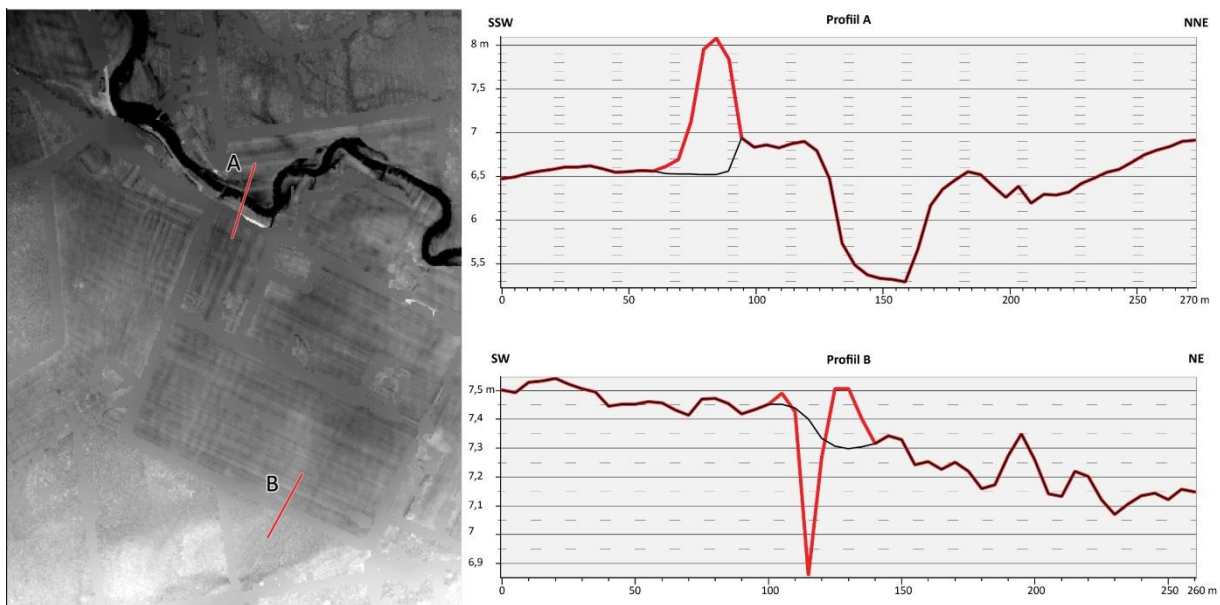 A
B
SSW Profiil A NNE
8 m
7,5
7
6,5
6
5,5
0 50 100 150 200 250 270 m
SW Profiil B NE
7,5 m
7,4
7,3
7,2
7,1
7
6,9
0 50 100 150 200 250 260 m